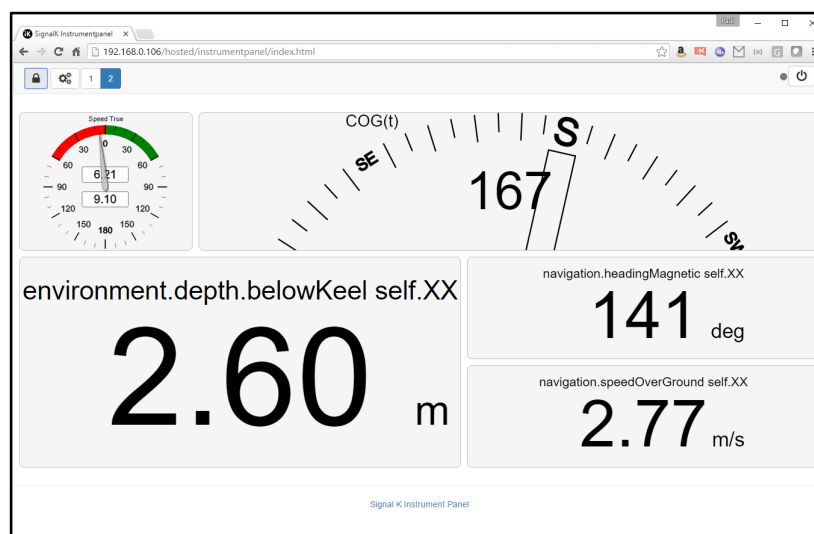 SignalK Instrumentpanel
Paul
192.168.0.106/hosted/instrumentpanel/index.html
1 2
Speed True
30 0 30
60 60
6.21
90 90
9.10
120 120
150 150
180
COG(t)
SE
S
SW
167
environment.depth.belowKeel self.XX
2.60 m
navigation.headingMagnetic self.XX
141 deg
navigation.speedOverGround self.XX
2.77 m/s
Signal K Instrument Panel